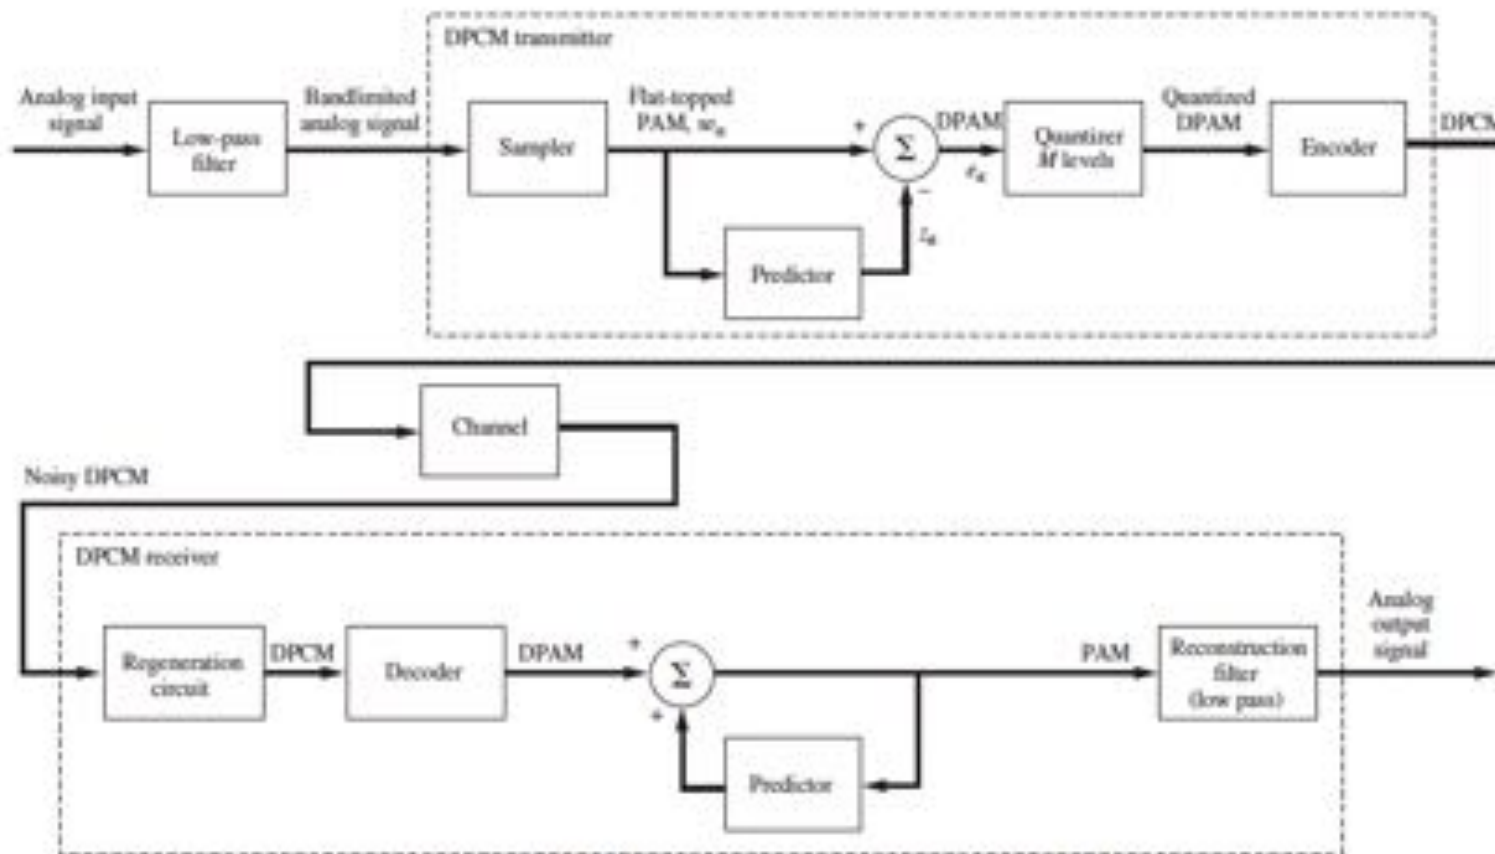 DPCM transmitter
Analog input
signal
Low-pass
filter
Bandlimited
analog signal
Sampler
Flat-topped
PAM,
+
Σ
−
DPAM
Quantizer
M levels
Quantized
DPAM
Encoder
DPCM
Predictor
Channel
Noisy DPCM
DPCM receiver
Regeneration
circuit
DPCM
Decoder
DPAM
+
Σ
+
Predictor
PAM
Reconstruction
filter
(low pass)
Analog
output
signal